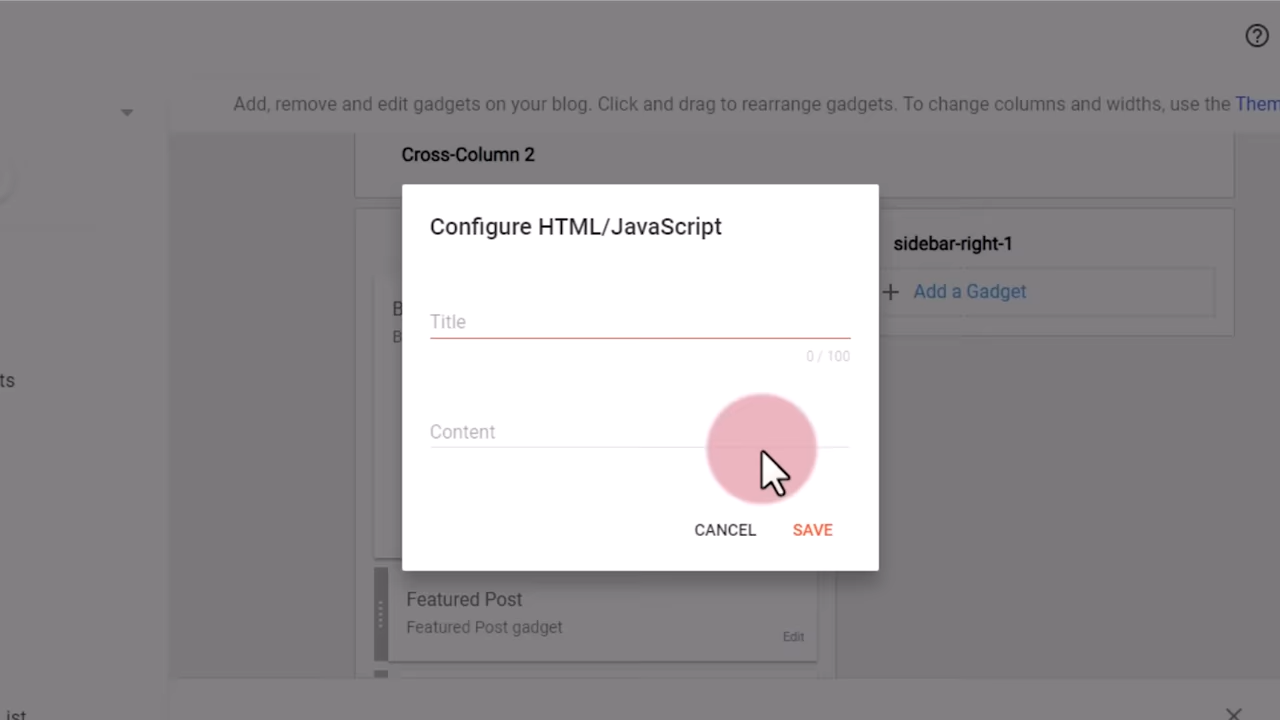 Add, remove and edit gadgets on your blog. Click and drag to rearrange gadgets. To change columns and widths, use the Them
Cross-Column 2
Configure HTML/JavaScript
sidebar-right-1
+ Add a Gadget
B
Title
B
0 / 100
ts
Content
CANCEL SAVE
Featured Post
Featured Post gadget
Edit
ist